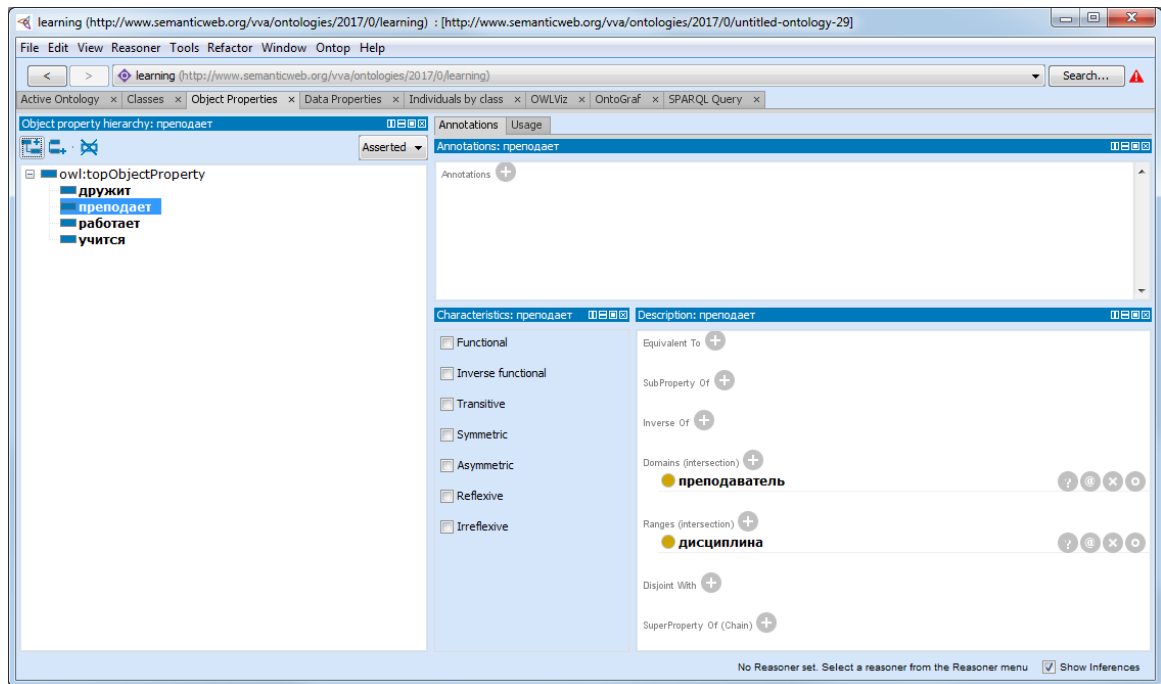 learning (http://www.semanticweb.org/vva/ontologies/2017/0/learning) : [http://www.semanticweb.org/vva/ontologies/2017/0/untitled-ontology-29]
File Edit View Reasoner Tools Refactor Window Ontop Help
< > learning (http://www.semanticweb.org/vva/ontologies/2017/0/learning) Search...
Active Ontology × Classes × Object Properties × Data Properties × Individuals by class × OWLViz × OntoGraf × SPARQL Query ×
Object property hierarchy: преподает
Asserted
owl:topObjectProperty
дружит
преподает
работает
учится
Annotations Usage
Annotations: преподает
Annotations
Characteristics: преподает
Functional
Inverse functional
Transitive
Symmetric
Asymmetric
Reflexive
Irreflexive
Description: преподает
Equivalent To
SubProperty Of
Inverse Of
Domains (intersection)
преподаватель
Ranges (intersection)
дисциплина
Disjoint With
SuperProperty Of (Chain)
No Reasoner set. Select a reasoner from the Reasoner menu Show Inferences